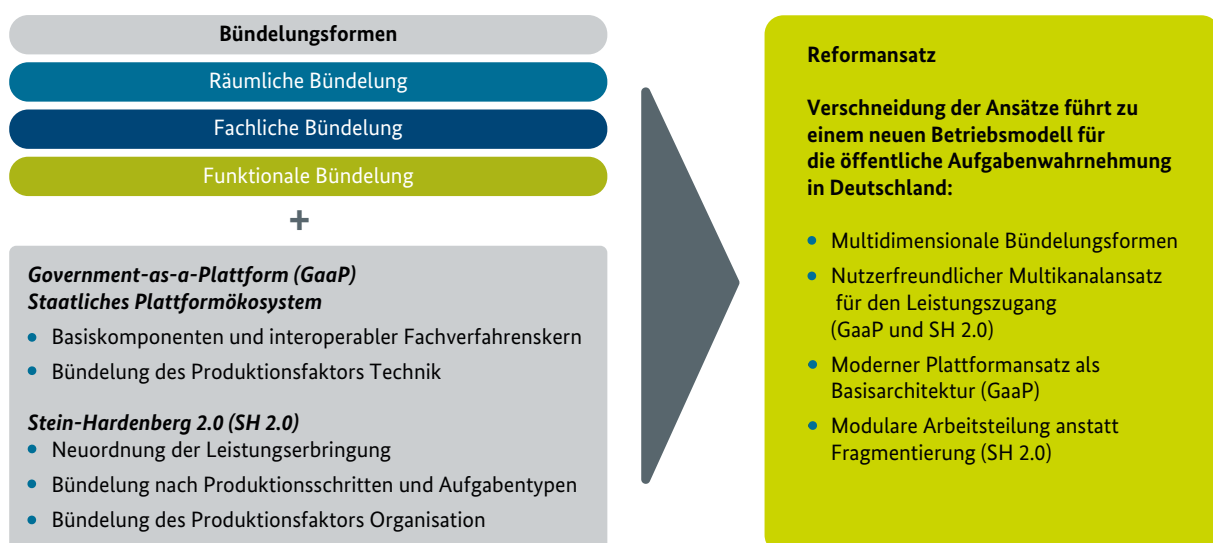 Bündelungsformen
Räumliche Bündelung
Fachliche Bündelung
Funktionale Bündelung
+
Government-as-a-Plattform (GaaP)
Staatliches Plattformökosystem
• Basiskomponenten und interoperabler Fachverfahrenskern
• Bündelung des Produktionsfaktors Technik
Stein-Hardenberg 2.0 (SH 2.0)
• Neuordnung der Leistungserbringung
• Bündelung nach Produktionsschritten und Aufgabentypen
• Bündelung des Produktionsfaktors Organisation
Reformansatz
Verschneidung der Ansätze führt zu
einem neuen Betriebsmodell für
die öffentliche Aufgabenwahrnehmung
in Deutschland:
• Multidimensionale Bündelungsformen
• Nutzerfreundlicher Multikanalansatz
für den Leistungszugang
(GaaP und SH 2.0)
• Moderner Plattformansatz als
Basisarchitektur (GaaP)
• Modulare Arbeitsteilung anstatt
Fragmentierung (SH 2.0)